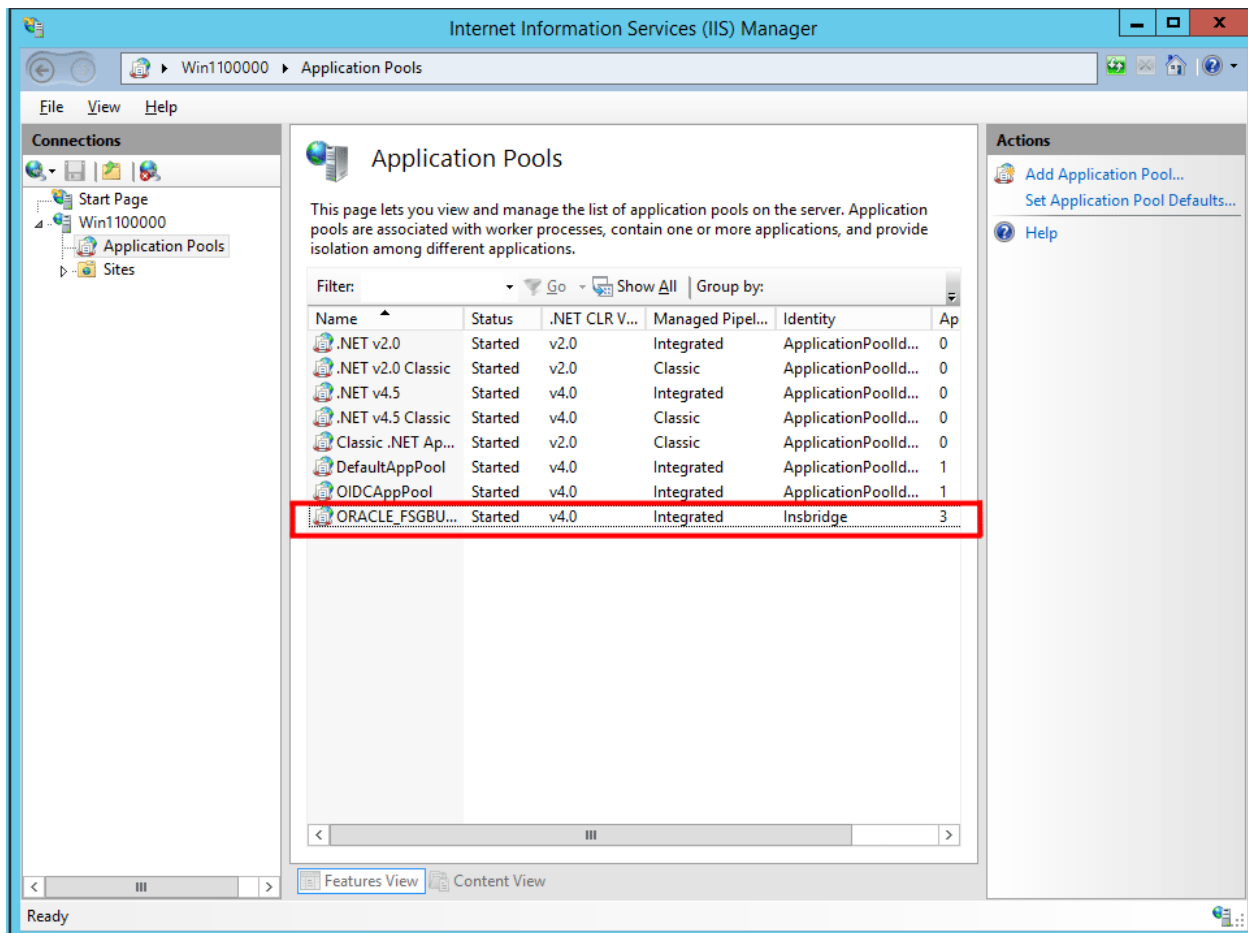 Internet Information Services (IIS) Manager
Win1100000 Application Pools
File View Help
Connections
Start Page
Win1100000
Application Pools
Sites
Application Pools
This page lets you view and manage the list of application pools on the server. Application
pools are associated with worker processes, contain one or more applications, and provide
isolation among different applications.
Filter: Go Show All Group by:
Name Status .NET CLR V... Managed Pipel... Identity Ap
.NET v2.0 Started v2.0 Integrated ApplicationPoolId... 0
.NET v2.0 Classic Started v2.0 Classic ApplicationPoolId... 0
.NET v4.5 Started v4.0 Integrated ApplicationPoolId... 0
.NET v4.5 Classic Started v4.0 Classic ApplicationPoolId... 0
Classic .NET Ap... Started v2.0 Classic ApplicationPoolId... 0
DefaultAppPool Started v4.0 Integrated ApplicationPoolId... 1
OIDCAppPool Started v4.0 Integrated ApplicationPoolId... 1
ORACLE_FSGBU... Started v4.0 Integrated Insbridge 3
Features View Content View
Actions
Add Application Pool...
Set Application Pool Defaults...
Help
Ready